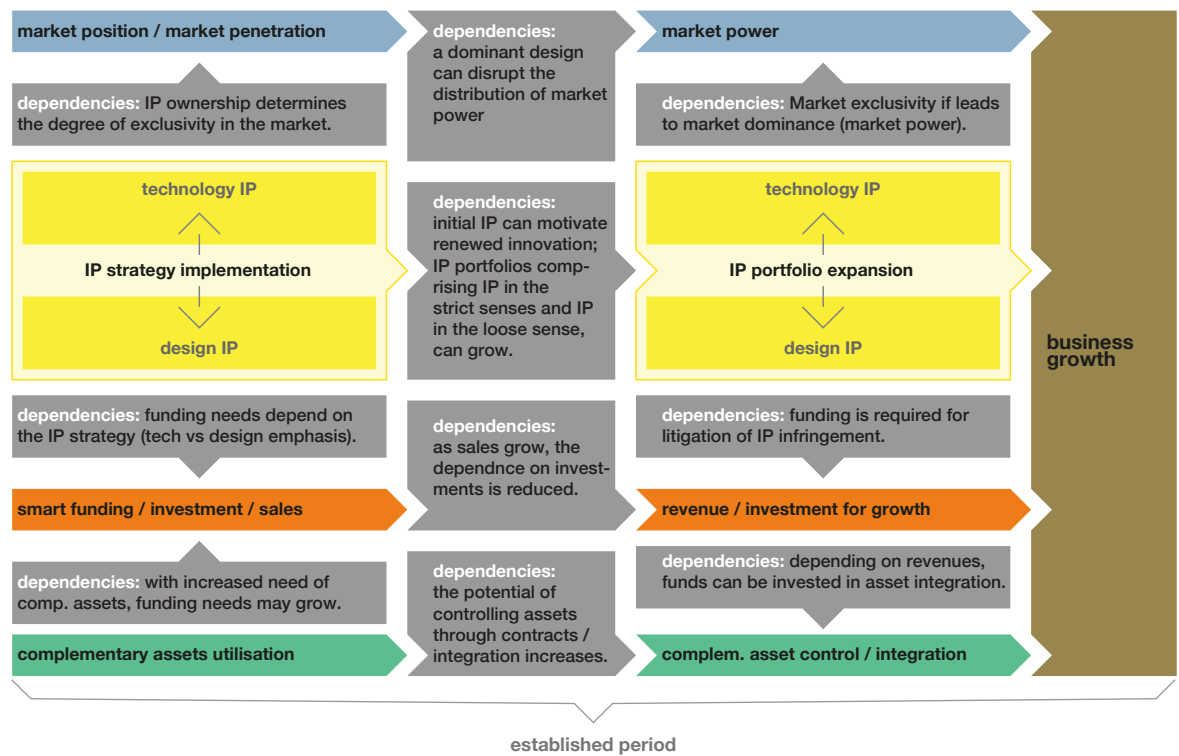 market position / market penetration
dependencies: IP ownership determines
the degree of exclusivity in the market.
technology IP
IP strategy implementation
design IP
dependencies: funding needs depend on
the IP strategy (tech vs design emphasis).
smart funding / investment / sales
dependencies: with increased need of
comp. assets, funding needs may grow.
complementary assets utilisation
dependencies:
a dominant design
can disrupt the
distribution of market
power
dependencies:
initial IP can motivate
renewed innovation;
IP portfolios comp-
rising IP in the
strict senses and IP
in the loose sense,
can grow.
dependencies:
as sales grow, the
dependnce on invest-
ments is reduced.
dependencies:
the potential of
controlling assets
through contracts /
integration increases.
market power
dependencies: Market exclusivity if leads
to market dominance (market power).
technology IP
IP portfolio expansion
design IP
dependencies: funding is required for
litigation of IP infringement.
revenue / investment for growth
dependencies: depending on revenues,
funds can be invested in asset integration.
complem. asset control / integration
business
growth
established period